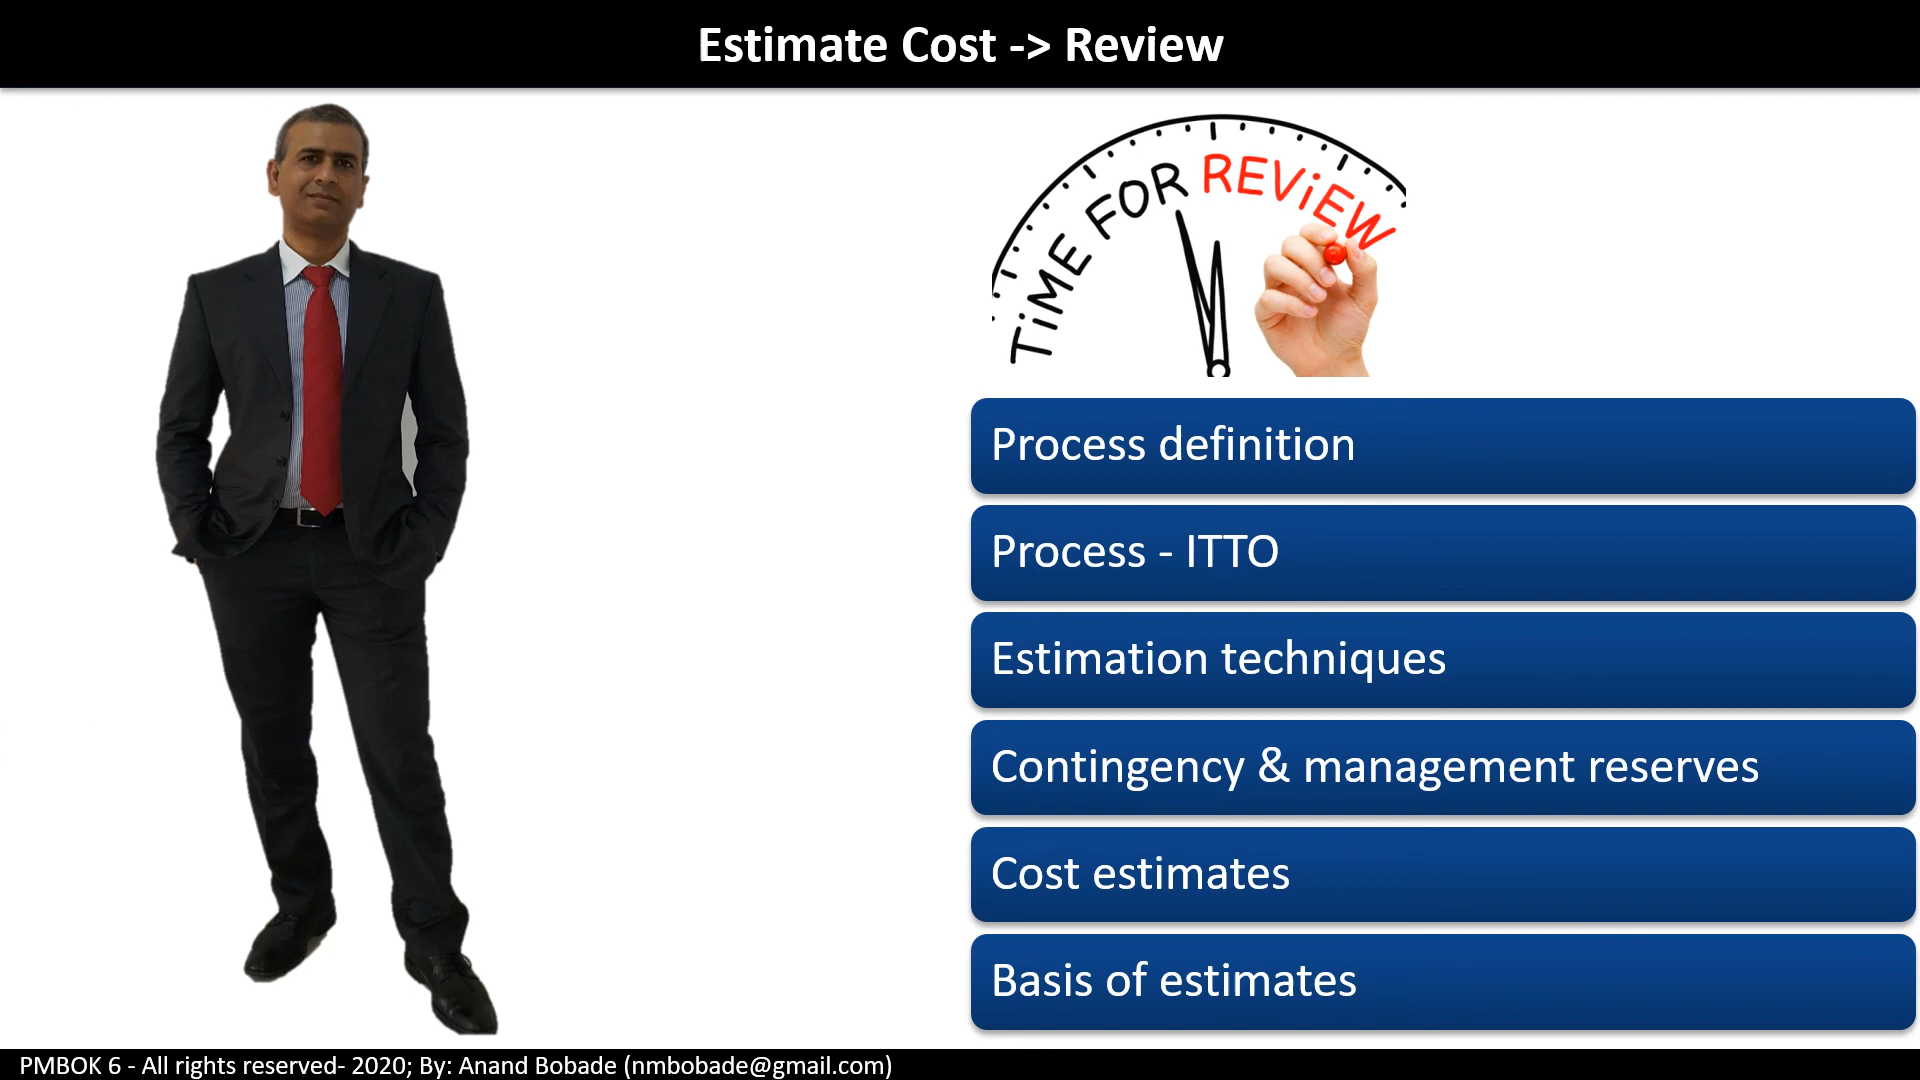 Estimate Cost -> Review
TiME FOR REViEW
Process definition
Process - ITTO
Estimation techniques
Contingency & management reserves
Cost estimates
Basis of estimates
PMBOK 6 - All rights reserved- 2020; By: Anand Bobade (nmbobade@gmail.com)